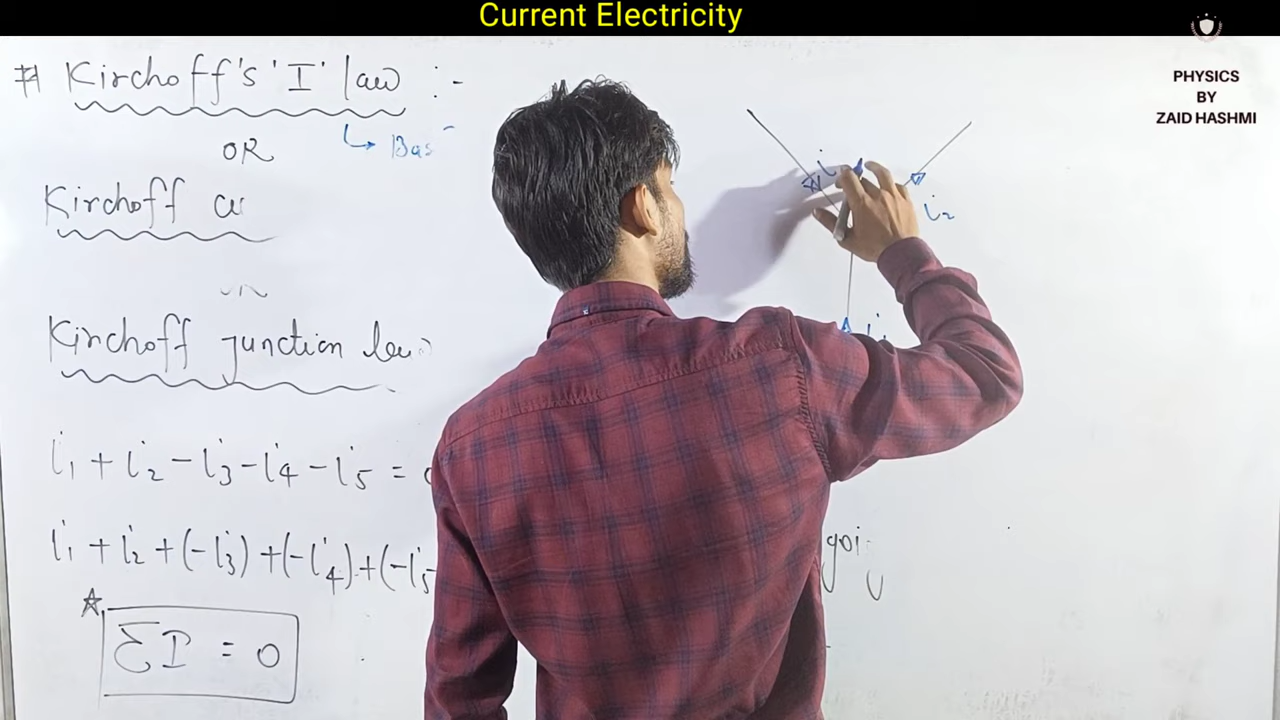 Current Electricity
PHYSICS
BY
ZAID HASHMI
# Kirchoff's 'I' law :-
OR
Kirchoff
Kirchoff junction law
i₁ + i₂ - i₃ - i₄ - i₅ =
i₁ + i₂ + (-i₃) + (-i₄) + (-i₅
☆
ΣI = 0
i₂